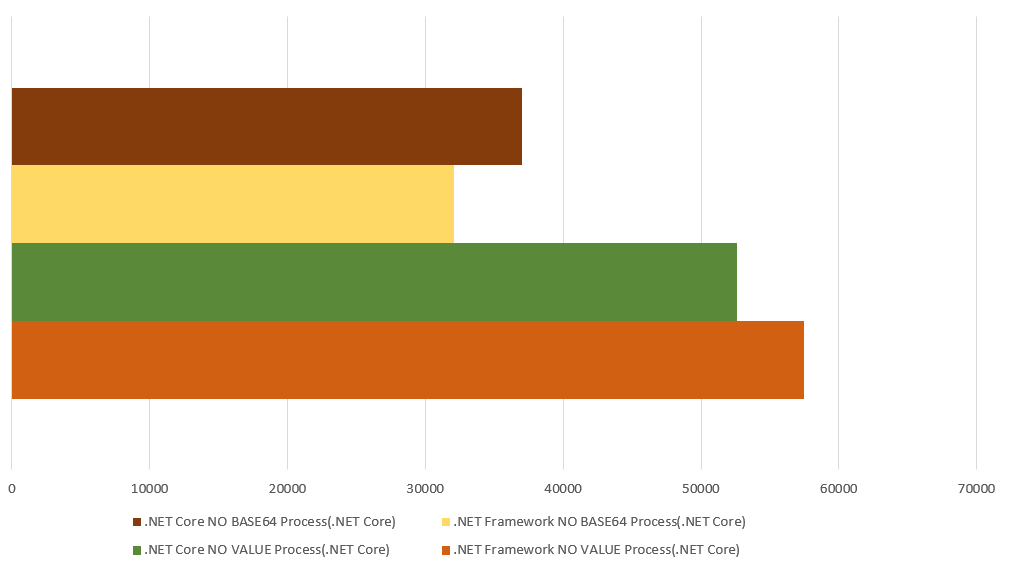 0 10000 20000 30000 40000 50000 60000 70000
.NET Core NO BASE64 Process(.NET Core) .NET Framework NO BASE64 Process(.NET Core)
.NET Core NO VALUE Process(.NET Core) .NET Framework NO VALUE Process(.NET Core)